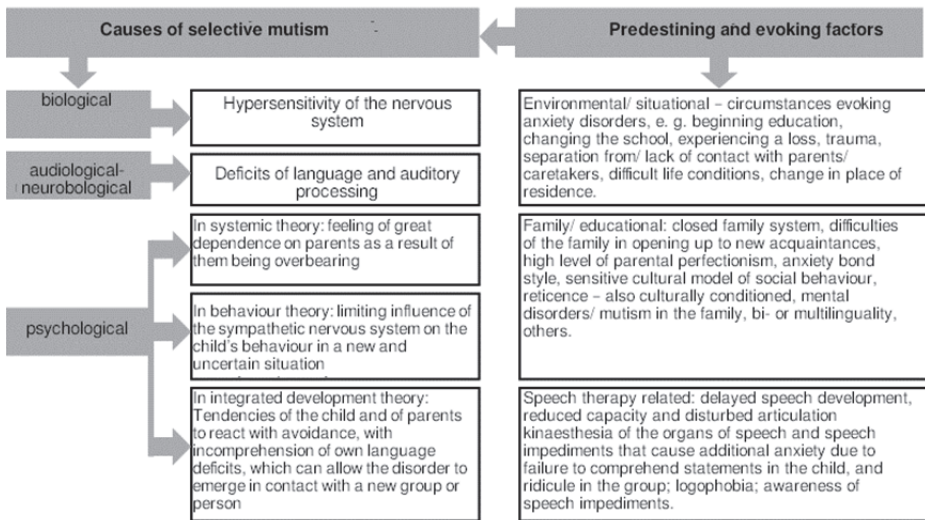 Causes of selective mutism
Predestining and evoking factors
biological
Hypersensitivity of the nervous
system
audiological-
neurobological
Deficits of language and auditory
processing
psychological
In systemic theory: feeling of great
dependence on parents as a result of
them being overbearing
In behaviour theory: limiting influence
of the sympathetic nervous system on the
child's behaviour in a new and
uncertain situation
In integrated development theory:
Tendencies of the child and of parents
to react with avoidance, with
incomprehension of own language
deficits, which can allow the disorder to
emerge in contact with a new group or
person
Environmental/ situational – circumstances evoking
anxiety disorders, e. g. beginning education,
changing the school, experiencing a loss, trauma,
separation from/ lack of contact with parents/
caretakers, difficult life conditions, change in place of
residence.
Family/ educational: closed family system, difficulties
of the family in opening up to new acquaintances,
high level of parental perfectionism, anxiety bond
style, sensitive cultural model of social behaviour,
reticence – also culturally conditioned, mental
disorders/ mutism in the family, bi- or multilinguality,
others.
Speech therapy related: delayed speech development,
reduced capacity and disturbed articulation
kinaesthesia of the organs of speech and speech
impediments that cause additional anxiety due to
failure to comprehend statements in the child, and
ridicule in the group; logophobia; awareness of
speech impediments.